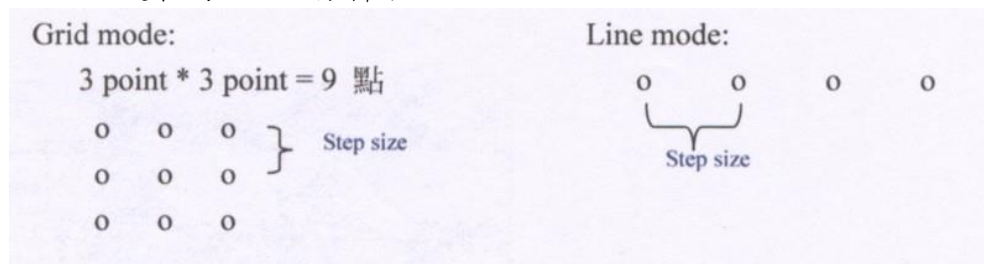 Grid mode:
3 point * 3 point = 9 點
o o o
Step size
o o o
o o o
Line mode:
o o o o
Step size